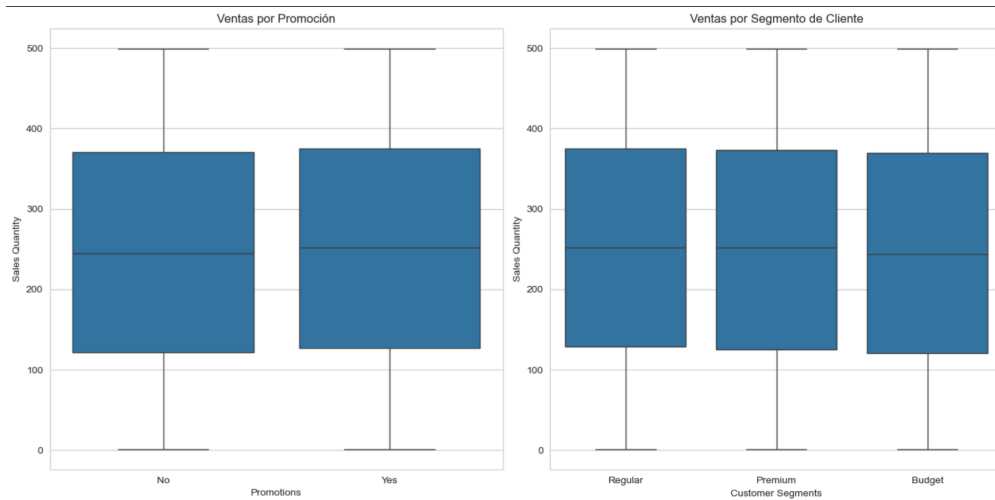 Ventas por Promoción
500
400
300
200
100
0
Sales Quantity
No
Yes
Promotions
Ventas por Segmento de Cliente
500
400
300
200
100
0
Sales Quantity
Regular
Premium
Budget
Customer Segments